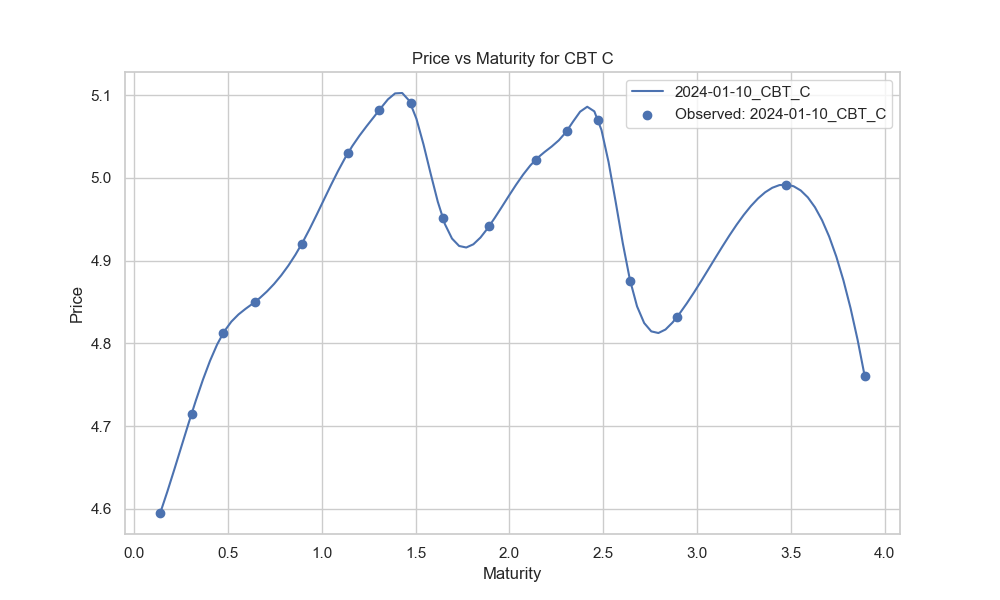 Price vs Maturity for CBT C
2024-01-10_CBT_C
Observed: 2024-01-10_CBT_C
Price
5.1
5.0
4.9
4.8
4.7
4.6
0.0 0.5 1.0 1.5 2.0 2.5 3.0 3.5 4.0
Maturity